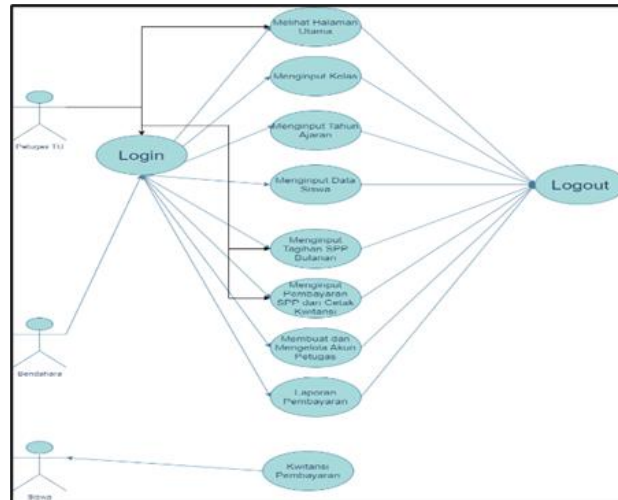 Melihat Halaman
Utama
Menginput Kelas
Petugas TU
Menginput Tahun
Ajaran
Login
Menginput Data
Siswa
Logout
Menginput
Tagihan SPP
Bulanan
Menginput
Pembayaran
SPP dan Cetak
Kwitansi
Membuat dan
Mengelola Akun
Petugas
Bendahara
Laporan
Pembayaran
Kwitansi
Pembayaran
Siswa